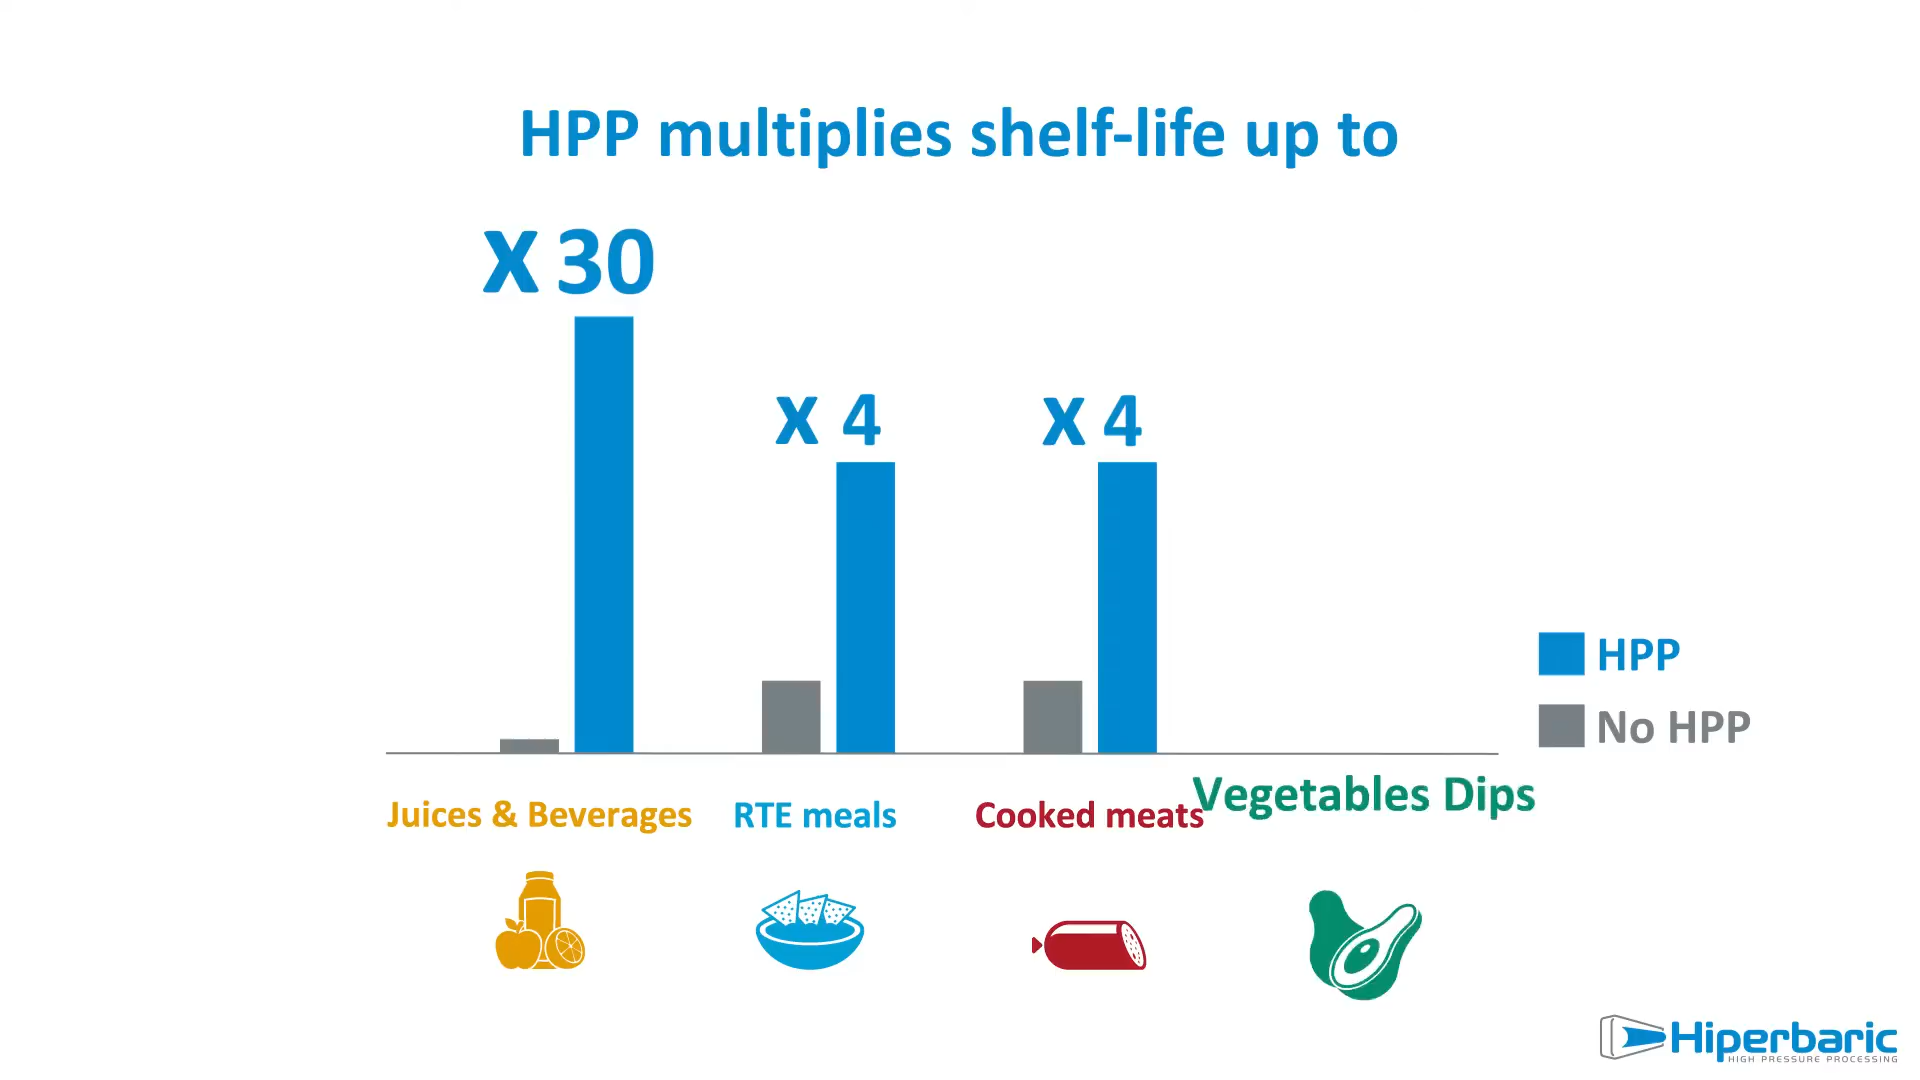 HPP multiplies shelf-life up to
X 30
X 4
X 4
HPP
No HPP
Juices & Beverages
RTE meals
Cooked meats
Vegetables Dips
Hiperbaric
HIGH PRESSURE PROCESSING